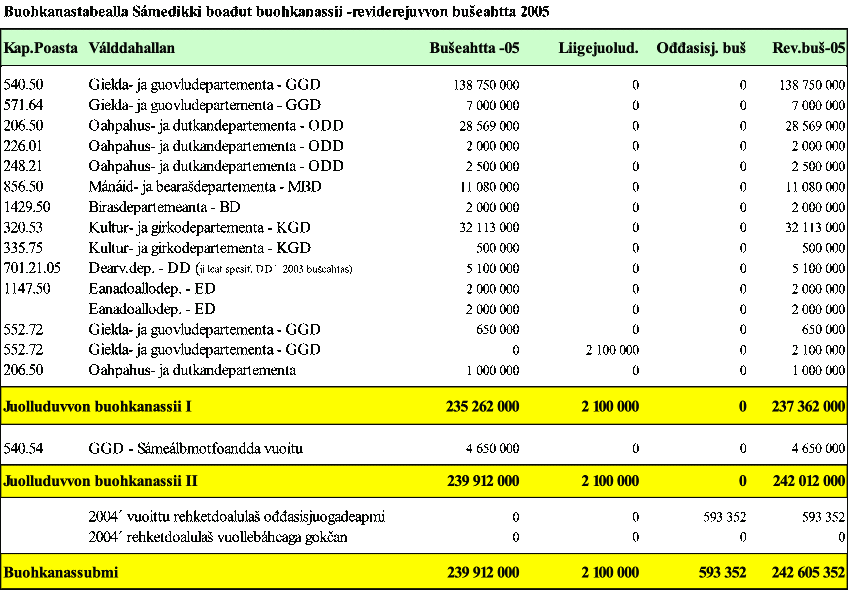 Buohkanastabealla Sámedikki boađut buohkanassii -reviderejuvvon bušeahtta 2005
Kap.Poasta Válddahallan Bušeahtta -05 Liigejuolud. Ođđasisj. buš Rev.buš-05
540.50 Gielda- ja guovludepartementa - GGD 138 750 000 0 0 138 750 000
571.64 Gielda- ja guovludepartementa - GGD 7 000 000 0 0 7 000 000
206.50 Oahpahus- ja dutkandepartementa - ODD 28 569 000 0 0 28 569 000
226.01 Oahpahus- ja dutkandepartementa - ODD 2 000 000 0 0 2 000 000
248.21 Oahpahus- ja dutkandepartementa - ODD 2 500 000 0 0 2 500 000
856.50 Mánáid- ja bearašdepartementa - MBD 11 080 000 0 0 11 080 000
1429.50 Birasdepartemeanta - BD 2 000 000 0 0 2 000 000
320.53 Kultur- ja girkodepartementa - KGD 32 113 000 0 0 32 113 000
335.75 Kultur- ja girkodepartementa - KGD 500 000 0 0 500 000
701.21.05 Dearv.dep. - DD (ii leat spesif. DD´ 2003 bušeahtas) 5 100 000 0 0 5 100 000
1147.50 Eanadoallodep. - ED 2 000 000 0 0 2 000 000
Eanadoallodep. - ED 2 000 000 0 0 2 000 000
552.72 Gielda- ja guovludepartementa - GGD 650 000 0 0 650 000
552.72 Gielda- ja guovludepartementa - GGD 0 2 100 000 0 2 100 000
206.50 Oahpahus- ja dutkandepartementa 1 000 000 0 0 1 000 000
Juolluduvvon buohkanassii I 235 262 000 2 100 000 0 237 362 000
540.54 GGD - Sámeálbmotfoandda vuoitu 4 650 000 0 0 4 650 000
Juolluduvvon buohkanassii II 239 912 000 2 100 000 0 242 012 000
2004´ vuoittu rehketdoalulaš ođđasisjuogadeapmi 0 0 593 352 593 352
2004´ rehketdoalulaš vuollebáhcaga gokčan 0 0 0 0
Buohkanassubmi 239 912 000 2 100 000 593 352 242 605 352